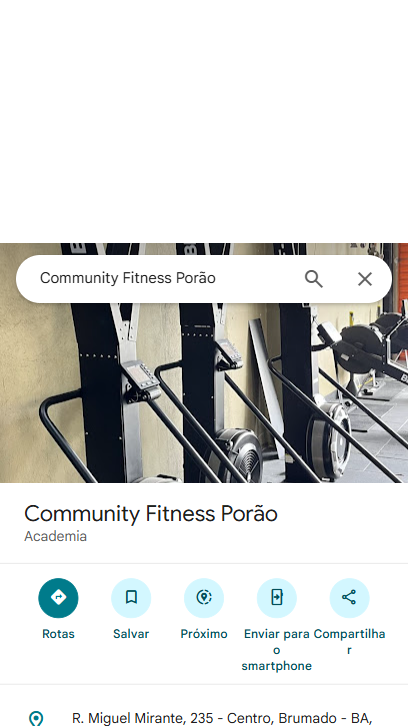 Community Fitness Porão
Community Fitness Porão
Academia
Rotas
Salvar
Próximo
Enviar para
o
smartphone
Compartilha
r
R. Miguel Mirante, 235 - Centro, Brumado - BA,